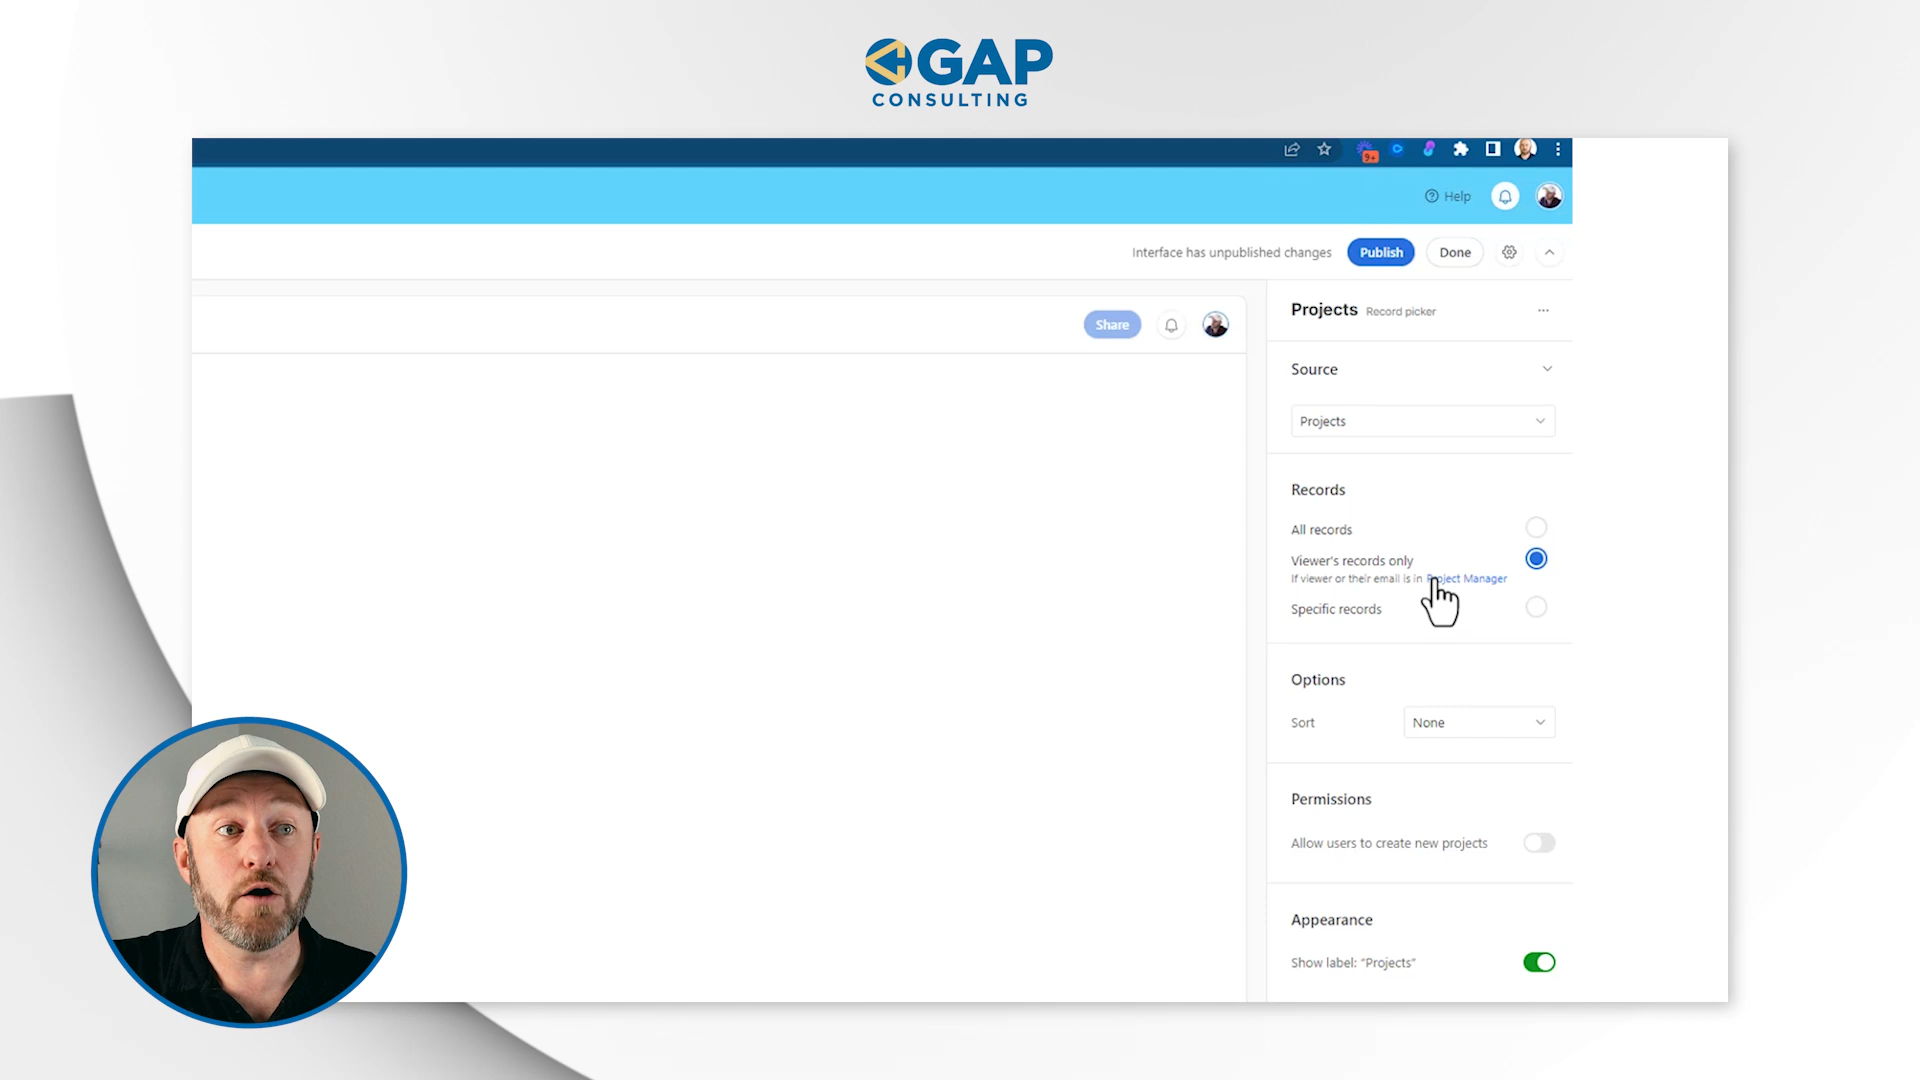 GAP
CONSULTING
9+
Help
Interface has unpublished changes
Publish
Done
Share
Projects Record picker
Source
Projects
Records
All records
Viewer's records only
If viewer or their email is in Project Manager
Specific records
Options
Sort
None
Permissions
Allow users to create new projects
Appearance
Show label: “Projects”